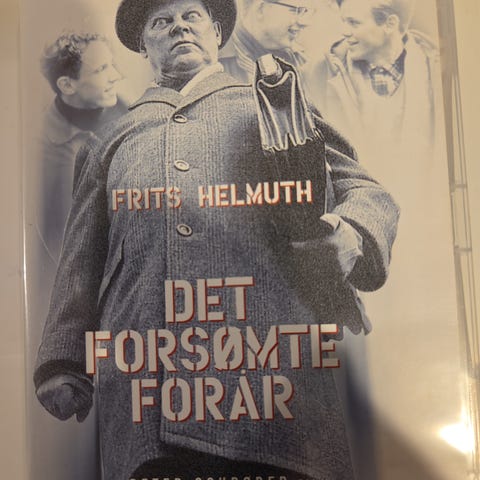 FRITS HELMUTH
DET
FORSØMTE
FORÅR